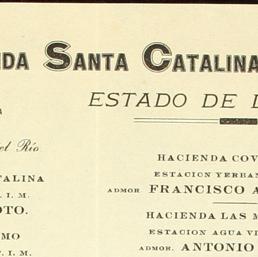 NDA SANTA CATALINA
ESTADO DE
el Río
TALINA
I. M.
OTO.
MO
I. M.
HACIENDA COV
ESTACION YERBAN
ADMOR FRANCISCO A
HACIENDA LAS M
ESTACION AGUA VI
ADMOR. ANTONIO